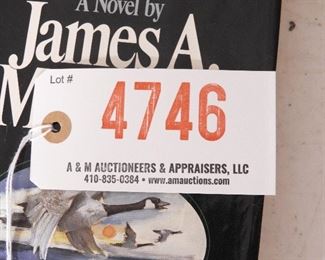 A Novel by
James A.
M
Lot #
4746
A & M AUCTIONEERS & APPRAISERS, LLC
410-835-0384 • www.amauctions.com